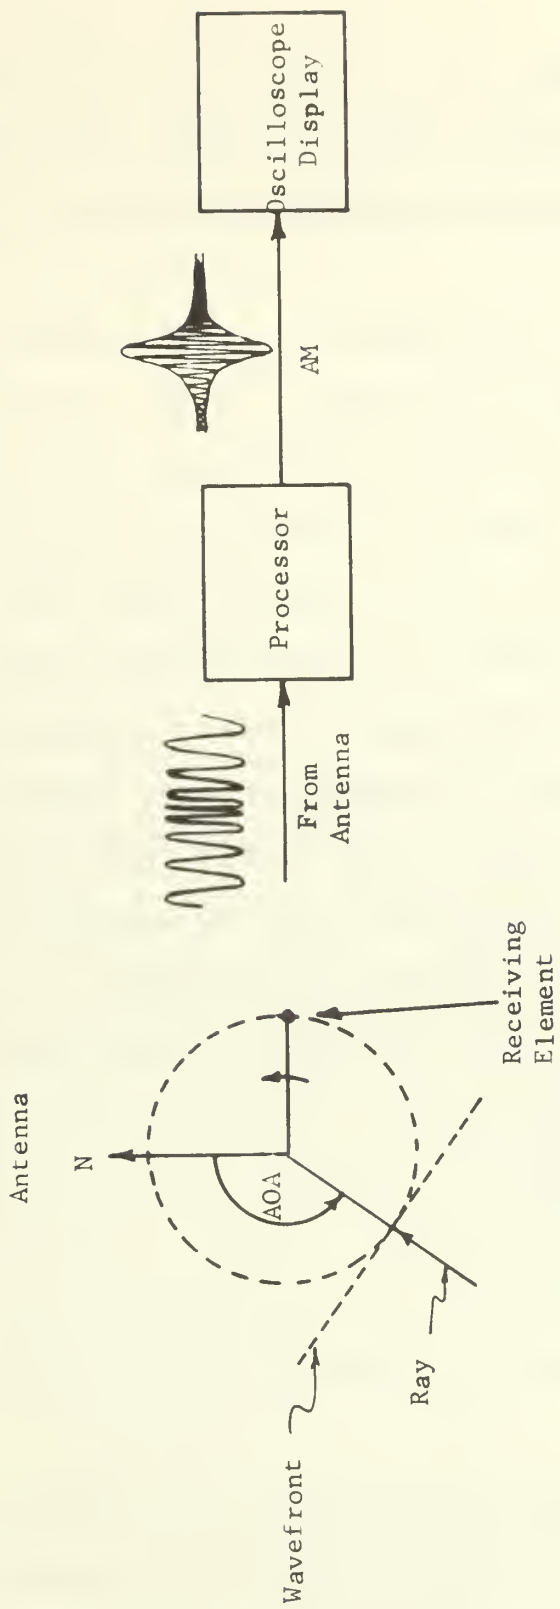 Antenna
N
AOA
Wavefront
Ray
Receiving
Element
From
Antenna
Processor
AM
Oscilloscope
Display